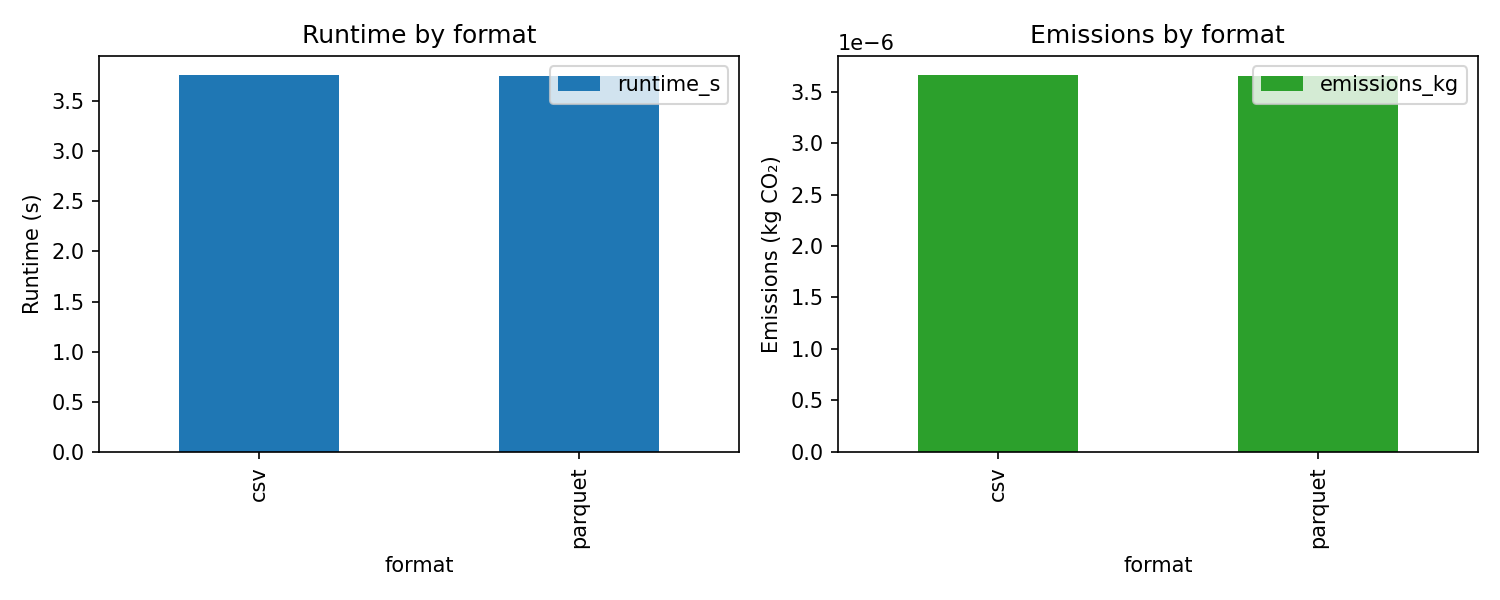 Runtime by format
runtime_s
3.5
3.0
2.5
2.0
1.5
1.0
0.5
0.0
Runtime (s)
csv
parquet
format
1e−6
Emissions by format
emissions_kg
3.5
3.0
2.5
2.0
1.5
1.0
0.5
0.0
Emissions (kg CO₂)
csv
parquet
format